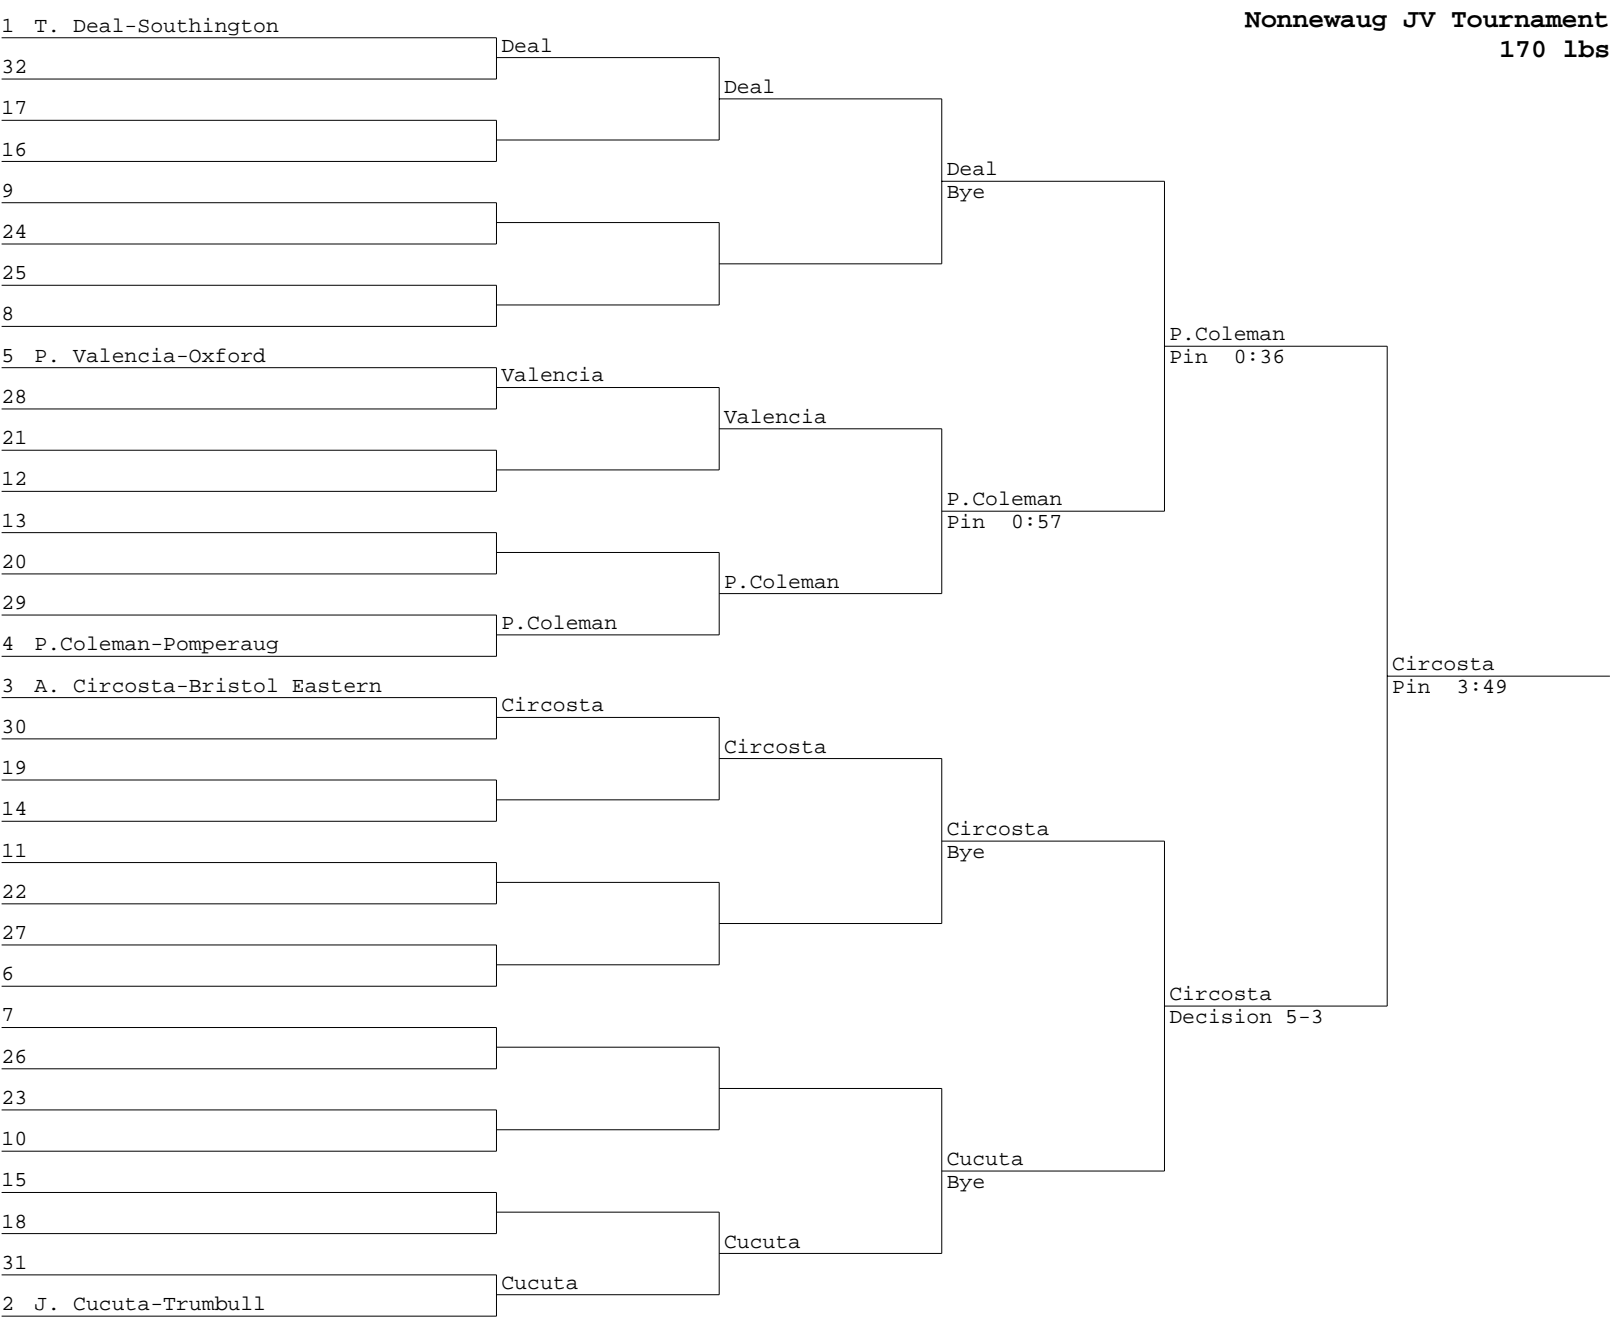 Nonnewaug JV Tournament
170 lbs
1 T. Deal-Southington
Deal
32
Deal
17
16
Deal
Bye
9
24
25
8
P.Coleman
Pin 0:36
5 P. Valencia-Oxford
Valencia
28
Valencia
21
12
P.Coleman
Pin 0:57
13
20
P.Coleman
29
P.Coleman
4 P.Coleman-Pomperaug
Circosta
Pin 3:49
3 A. Circosta-Bristol Eastern
Circosta
30
Circosta
19
14
Circosta
Bye
11
22
27
6
Circosta
Decision 5-3
7
26
23
10
Cucuta
Bye
15
18
Cucuta
31
Cucuta
2 J. Cucuta-Trumbull